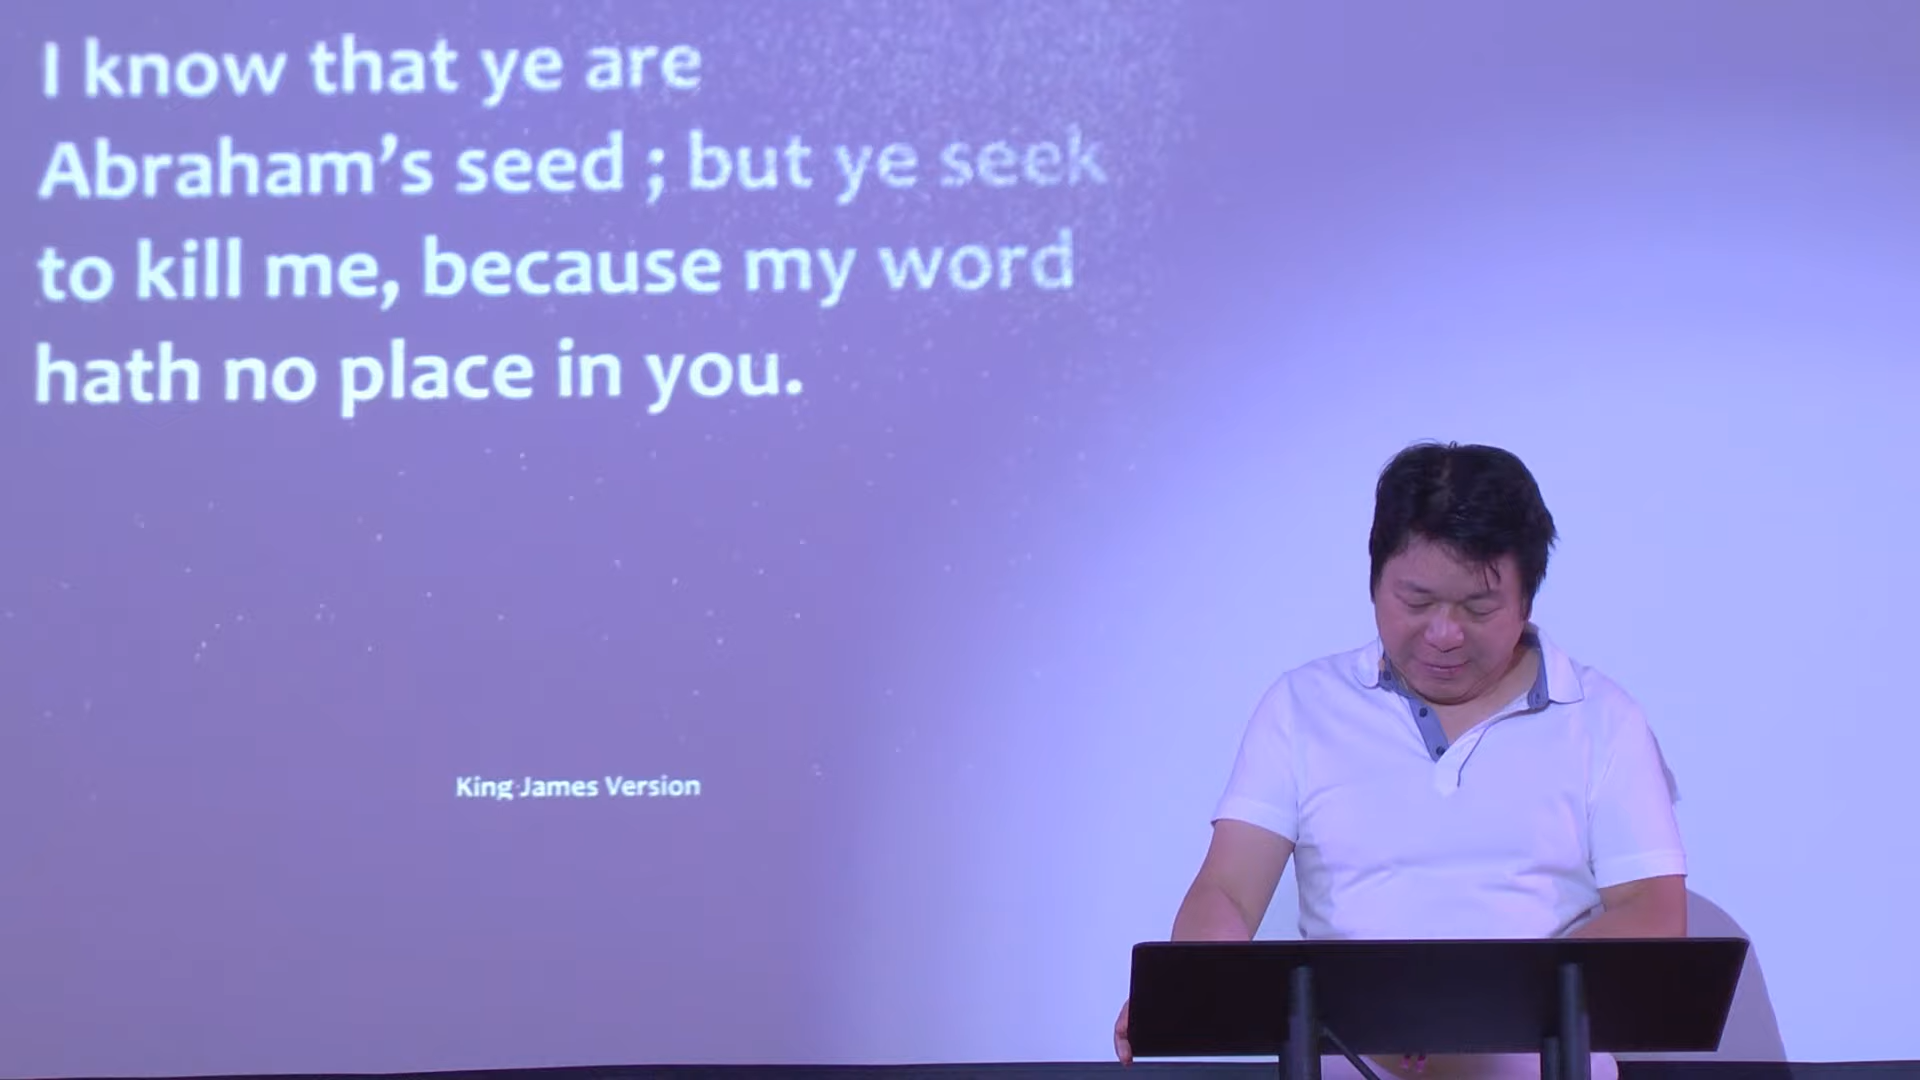 I know that ye are
Abraham’s seed ; but ye seek
to kill me, because my word
hath no place in you.
King James Version